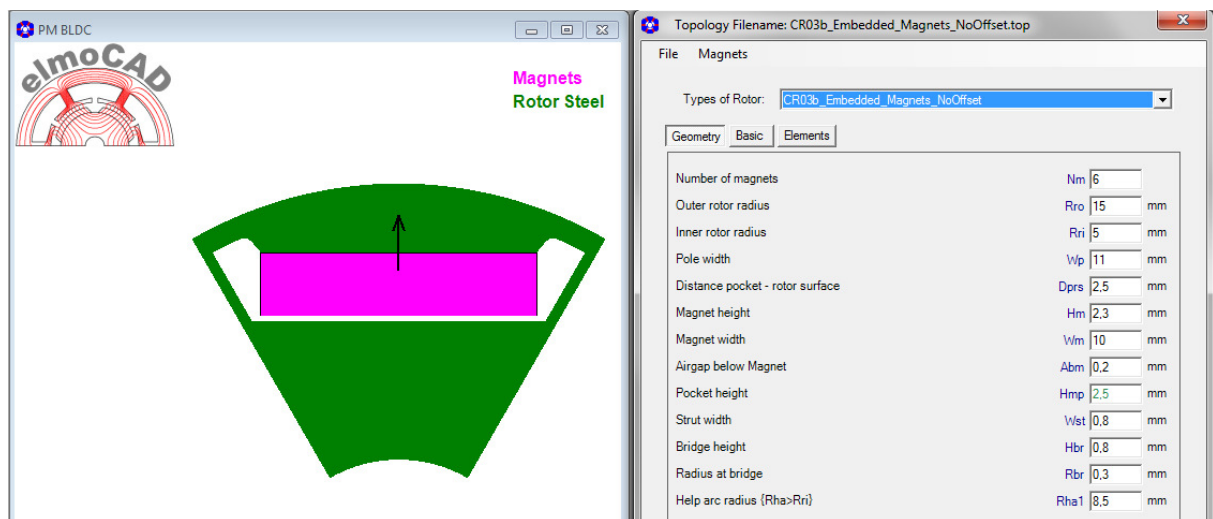 PM BLDC
elmoCAD
Magnets
Rotor Steel
Topology Filename: CR03b_Embedded_Magnets_NoOffset.top
File Magnets
Types of Rotor: CR03b_Embedded_Magnets_NoOffset
Geometry Basic Elements
Number of magnets Nm 6
Outer rotor radius Rro 15 mm
Inner rotor radius Rri 5 mm
Pole width Wp 11 mm
Distance pocket - rotor surface Dprs 2,5 mm
Magnet height Hm 2,3 mm
Magnet width Wm 10 mm
Airgap below Magnet Abm 0,2 mm
Pocket height Hmp 2,5 mm
Strut width Wst 0,8 mm
Bridge height Hbr 0,8 mm
Radius at bridge Rbr 0,3 mm
Help arc radius {Rha>Rri} Rha1 8,5 mm